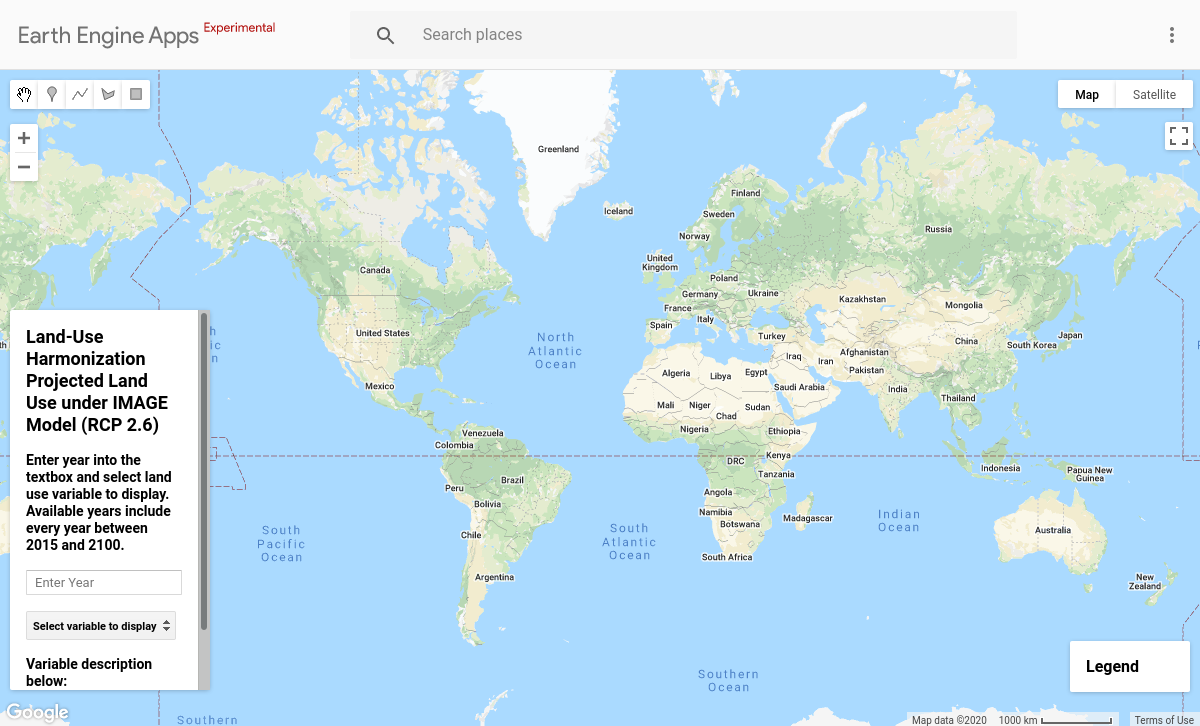 Earth Engine Apps Experimental
Search places
Map
Satellite
Greenland
Iceland
Finland
Sweden
Norway
Russia
United
Kingdom
Canada
Poland
Germany
Ukraine
France
Kazakhstan
Mongolia
Italy
Spain
United States
Turkey
Japan
South Korea
China
North
Atlantic
Ocean
Iraq
Iran
Afghanistan
Pakistan
Algeria
Libya
Egypt
Saudi Arabia
India
Mexico
Thailand
Mali
Niger
Chad
Sudan
Nigeria
Ethiopia
Venezuela
Colombia
DRC
Kenya
Indonesia
Papua New
Guinea
Tanzania
Peru
Brazil
Angola
Bolivia
Namibia
Botswana
Madagascar
Indian
Ocean
South
Pacific
Ocean
South
Atlantic
Ocean
Chile
Australia
South Africa
Argentina
New
Zealand
Southern
Ocean
Southern
Land-Use
Harmonization
Projected Land
Use under IMAGE
Model (RCP 2.6)
Enter year into the
textbox and select land
use variable to display.
Available years include
every year between
2015 and 2100.
Enter Year
Select variable to display
Variable description
below:
Legend
Google
Map data ©2020
1000 km
Terms of Use